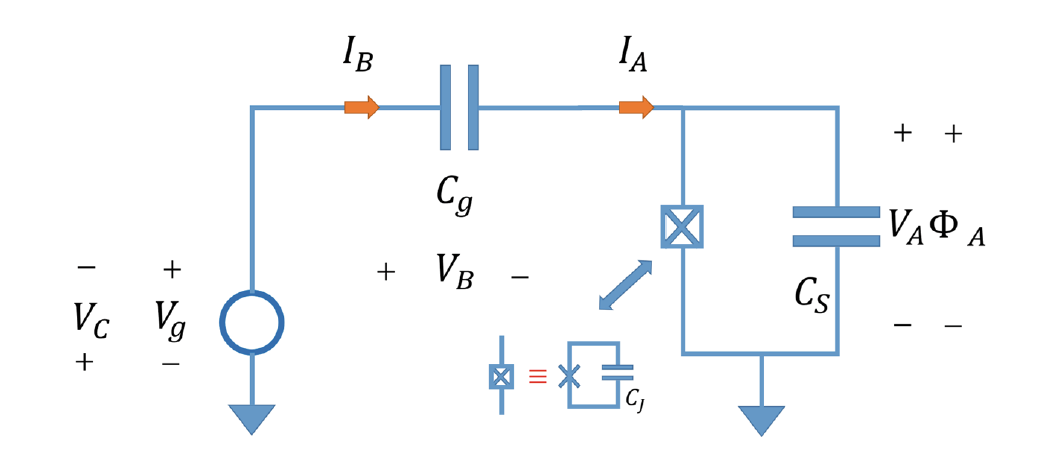 I_B I_A
C_g
+ +
V_A Φ_A
− −
− +
V_C V_g
+ −
+ V_B −
C_S
≡
C_J